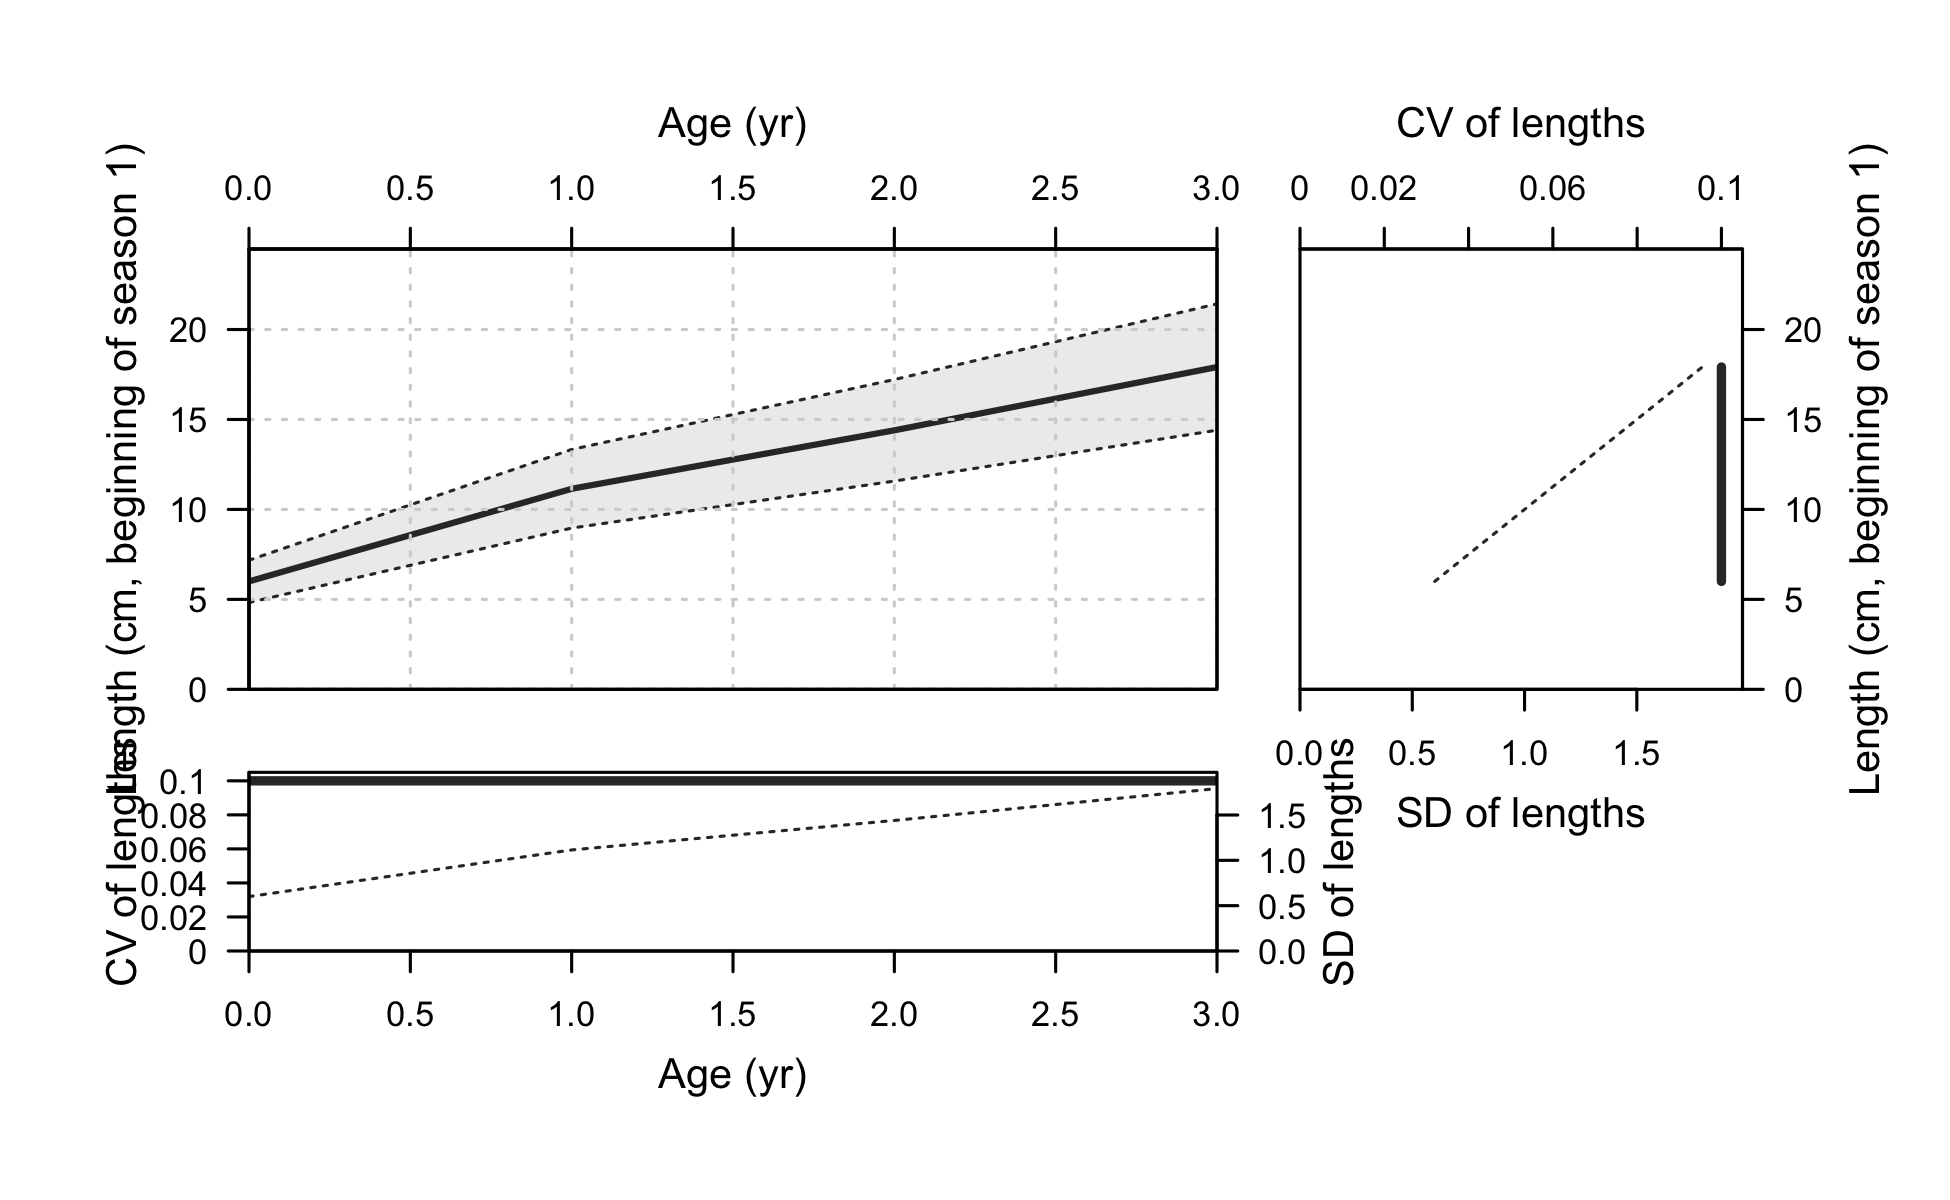 Age (yr)
CV of lengths
0.0 0.5 1.0 1.5 2.0 2.5 3.0
0 0.02 0.06 0.1
Length (cm, beginning of season 1)
20
15
10
5
0
20
15
10
5
0
Length (cm, beginning of season 1)
0.0 0.5 1.0 1.5
SD of lengths
CV of lengths
0.1
0.08
0.06
0.04
0.02
0
1.5
1.0
0.5
0.0
SD of lengths
0.0 0.5 1.0 1.5 2.0 2.5 3.0
Age (yr)